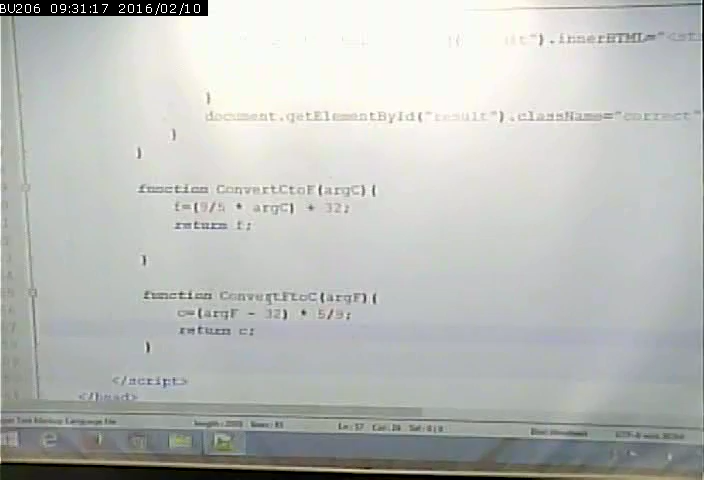 BU206 09:31:17 2016/02/10
").innerHTML="<st
}
document.getElementById("result").className="correct"
}
}
function ConvertCtoF(argC){
f=(9/5 * argC) + 32;
return f;
}
function ConvertFtoC(argF){
c=(argF - 32) * 5/9;
return c;
}
</script>
</head>